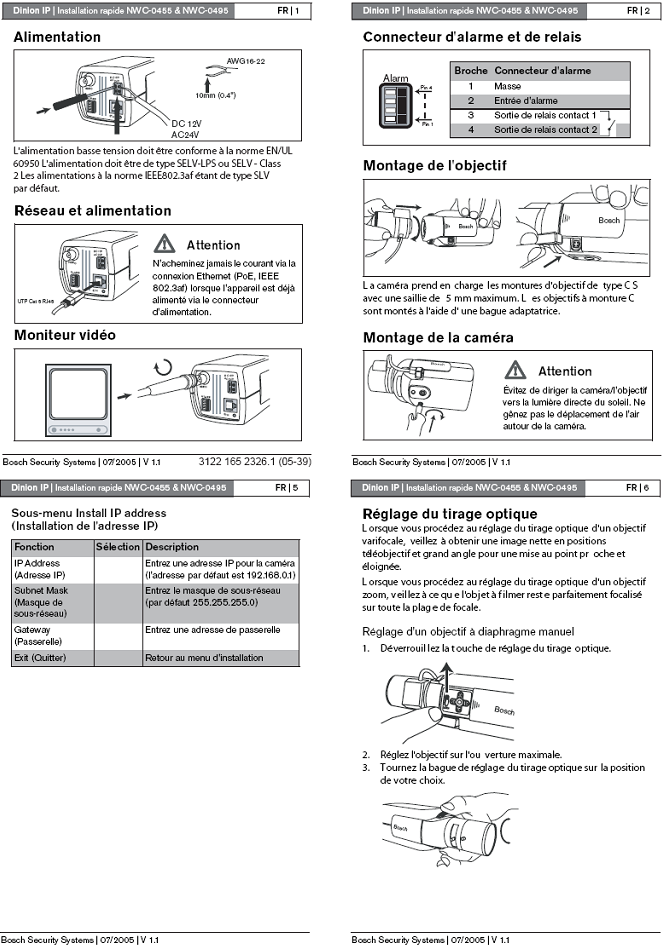 Dinion IP | Installation rapide NWC-0455 & NWC-0495 FR | 1
Alimentation
AWG16-22
10mm (0.4")
DC 12V
AC24V
L'alimentation basse tension doit être conforme à la norme EN/UL
60950 L'alimentation doit être de type SELV-LPS ou SELV - Class
2 Les alimentations à la norme IEEE802.3af étant de type SLV
par défaut.
Réseau et alimentation
UTP Cat 5 RJ45
Attention
N'acheminez jamais le courant via la
connexion Ethernet (PoE, IEEE
802.3af) lorsque l'appareil est déjà
alimenté via le connecteur
d'alimentation.
Moniteur vidéo
Bosch Security Systems | 07/2005 | V 1.1 3122 165 2326.1 (05-39)
Dinion IP | Installation rapide NWC-0455 & NWC-0495 FR | 2
Connecteur d'alarme et de relais
Alarm
Pin 4
Pin 1
Broche Connecteur d'alarme
1 Masse
2 Entrée d'alarme
3 Sortie de relais contact 1
4 Sortie de relais contact 2
Montage de l'objectif
Bosch
Bosch
L a caméra prend en charge les montures d'objectif de type C S
avec une saillie de 5 mm maximum. L es objectifs à monture C
sont montés à l'aide d' une bague adaptatrice.
Montage de la caméra
Attention
Évitez de diriger la caméra/l'objectif
vers la lumière directe du soleil. Ne
gênez pas le déplacement de l'air
autour de la caméra.
Bosch Security Systems | 07/2005 | V 1.1
Dinion IP | Installation rapide NWC-0455 & NWC-0495 FR | 5
Sous-menu Install IP address
(Installation de l'adresse IP)
Fonction Sélection Description
IP Address Entrez une adresse IP pour la caméra
(Adresse IP) (l'adresse par défaut est 192.168.0.1)
Subnet Mask Entrez le masque de sous-réseau
(Masque de (par défaut 255.255.255.0)
sous-réseau)
Gateway Entrez une adresse de passerelle
(Passerelle)
Exit (Quitter) Retour au menu d'installation
Bosch Security Systems | 07/2005 | V 1.1
Dinion IP | Installation rapide NWC-0455 & NWC-0495 FR | 6
Réglage du tirage optique
L orsque vous procédez au réglage du tirage optique d'un objectif
varifocale, veillez à obtenir une image nette en positions
téléobjectif et grand angle pour une mise au point pr oche et
éloignée.
L orsque vous procédez au réglage du tirage optique d'un objectif
zoom, veillez à ce que l'objet à filmer reste parfaitement focalisé
sur toute la plage de focale.
Réglage d'un objectif à diaphragme manuel
1. Déverrouillez la touche de réglage du tirage optique.
Bosch
2. Réglez l'objectif sur l'ou verture maximale.
3. Tournez la bague de réglage du tirage optique sur la position
de votre choix.
Bosch
Bosch Security Systems | 07/2005 | V 1.1